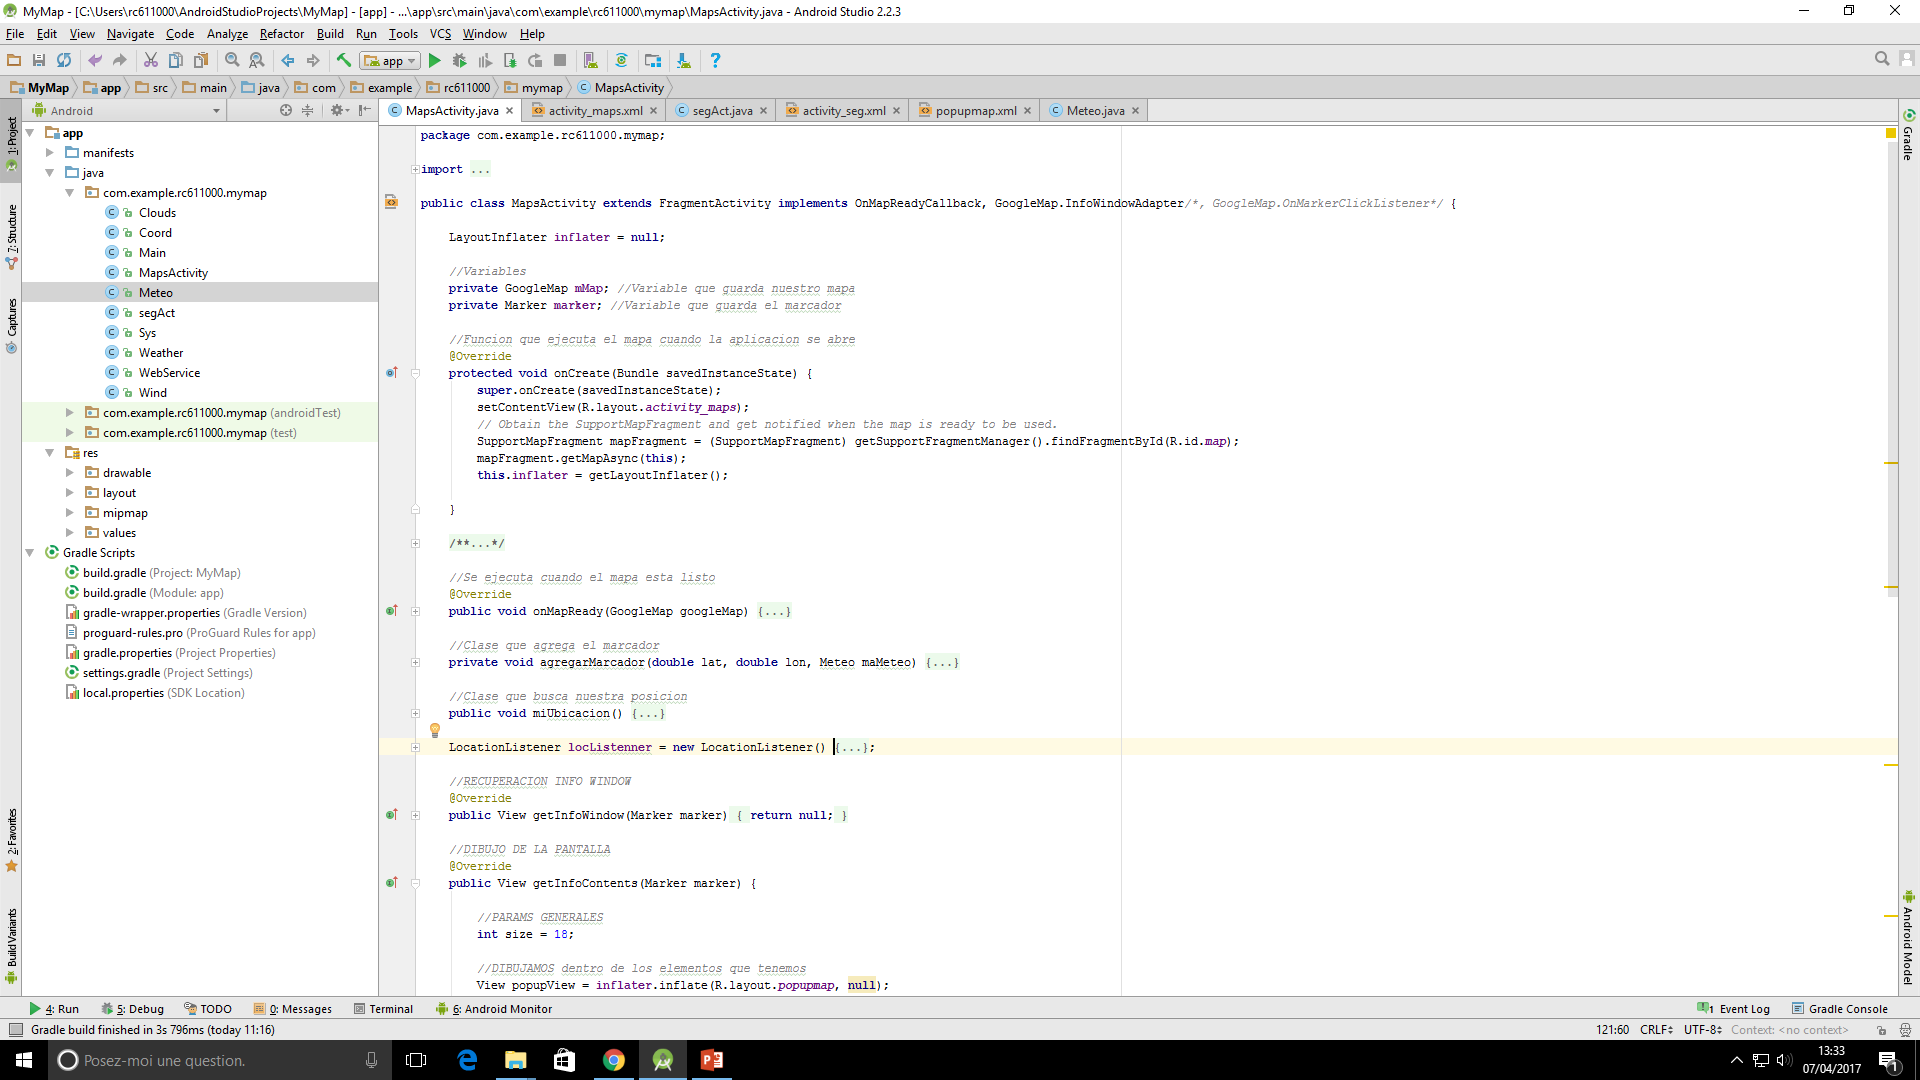 MyMap - [C:\Users\rc611000\AndroidStudioProjects\MyMap] - [app] - ...\app\src\main\java\com\example\rc611000\mymap\MapsActivity.java - Android Studio 2.2.3
File Edit View Navigate Code Analyze Refactor Build Run Tools VCS Window Help
app
MyMap app src main java com example rc611000 mymap MapsActivity
Android
MapsActivity.java activity_maps.xml segAct.java activity_seg.xml popupmap.xml Meteo.java
1: Project
7: Structure
Captures
2: Favorites
Build Variants
app
manifests
java
com.example.rc611000.mymap
Clouds
Coord
Main
MapsActivity
Meteo
segAct
Sys
Weather
WebService
Wind
com.example.rc611000.mymap (androidTest)
com.example.rc611000.mymap (test)
res
drawable
layout
mipmap
values
Gradle Scripts
build.gradle (Project: MyMap)
build.gradle (Module: app)
gradle-wrapper.properties (Gradle Version)
proguard-rules.pro (ProGuard Rules for app)
gradle.properties (Project Properties)
settings.gradle (Project Settings)
local.properties (SDK Location)
package com.example.rc611000.mymap;
import ...
public class MapsActivity extends FragmentActivity implements OnMapReadyCallback, GoogleMap.InfoWindowAdapter/*, GoogleMap.OnMarkerClickListener*/ {
LayoutInflater inflater = null;
//Variables
private GoogleMap mMap; //Variable que guarda nuestro mapa
private Marker marker; //Variable que guarda el marcador
//Funcion que ejecuta el mapa cuando la aplicacion se abre
@Override
protected void onCreate(Bundle savedInstanceState) {
super.onCreate(savedInstanceState);
setContentView(R.layout.activity_maps);
// Obtain the SupportMapFragment and get notified when the map is ready to be used.
SupportMapFragment mapFragment = (SupportMapFragment) getSupportFragmentManager().findFragmentById(R.id.map);
mapFragment.getMapAsync(this);
this.inflater = getLayoutInflater();
}
/**...*/
//Se ejecuta cuando el mapa esta listo
@Override
public void onMapReady(GoogleMap googleMap) {...}
//Clase que agrega el marcador
private void agregarMarcador(double lat, double lon, Meteo maMeteo) {...}
//Clase que busca nuestra posicion
public void miUbicacion() {...}
LocationListener locListenner = new LocationListener() {...};
//RECUPERACION INFO WINDOW
@Override
public View getInfoWindow(Marker marker) { return null; }
//DIBUJO DE LA PANTALLA
@Override
public View getInfoContents(Marker marker) {
//PARAMS GENERALES
int size = 18;
//DIBUJAMOS dentro de los elementos que tenemos
View popupView = inflater.inflate(R.layout.popupmap, null);
Gradle
Android Model
4: Run 5: Debug TODO 0: Messages Terminal 6: Android Monitor 1 Event Log Gradle Console
Gradle build finished in 3s 796ms (today 11:16) 121:60 CRLF UTF-8 Context: <no context>
Posez-moi une question.
13:33
07/04/2017
1